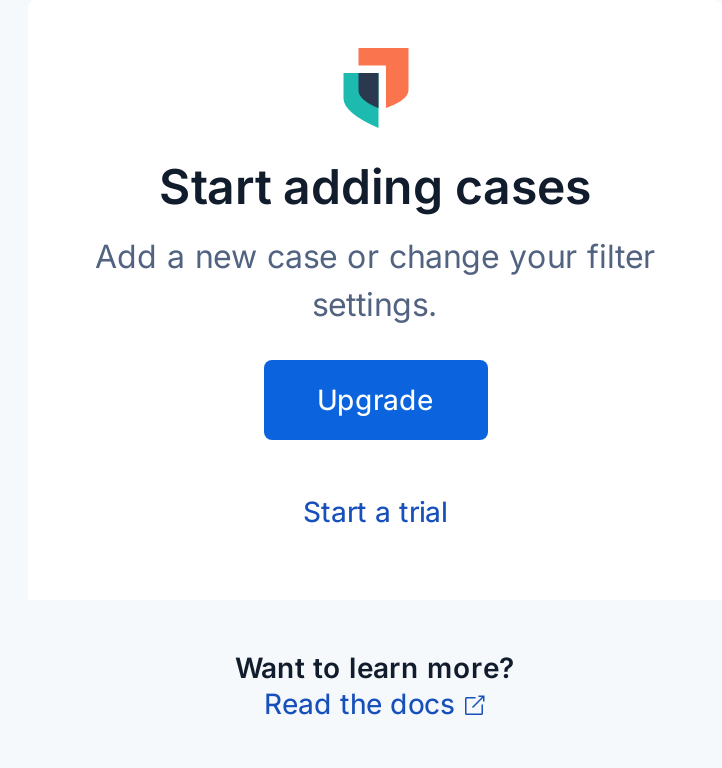 Start adding cases
Add a new case or change your filter
settings.
Upgrade
Start a trial
Want to learn more?
Read the docs